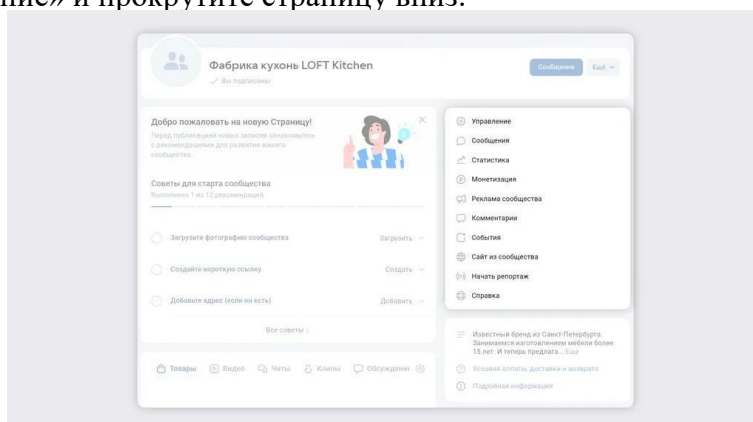 ние» и прокрутите страницу вниз.
Фабрика кухонь LOFT Kitchen
Вы подписаны
Сообщение
Ещё
Добро пожаловать на новую Страницу!
Перед публикацией новых записей ознакомьтесь
с рекомендациями для развития вашего
сообщества.
Советы для старта сообщества
Выполнено 1 из 12 рекомендаций
Загрузите фотографию сообщества
Загрузить
Создайте короткую ссылку
Создать
Добавьте адрес (если он есть)
Добавить
Все советы
Товары
Видео
Чаты
Клипы
Обсуждения
Управление
Сообщения
Статистика
Монетизация
Реклама сообщества
Комментарии
События
Сайт из сообщества
Начать репортаж
Справка
Известный бренд из Санкт-Петербурга.
Занимаемся изготовлением мебели более
15 лет. И теперь предлага... Ещё
Условия оплаты, доставки и возврата
Подробная информация